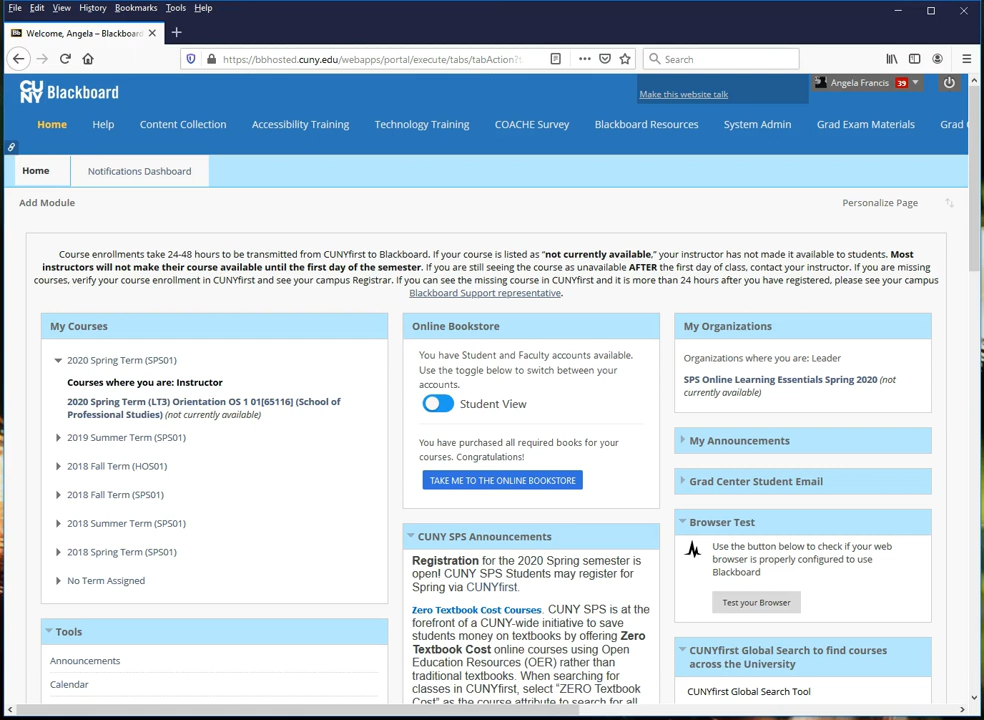 File Edit View History Bookmarks Tools Help
Bb Welcome, Angela – Blackboard
https://bbhosted.cuny.edu/webapps/portal/execute/tabs/tabAction?
Search
CUNY Blackboard
Make this website talk
Angela Francis 39
Home Help Content Collection Accessibility Training Technology Training COACHE Survey Blackboard Resources System Admin Grad Exam Materials Grad
Home Notifications Dashboard
Add Module
Personalize Page
Course enrollments take 24-48 hours to be transmitted from CUNYfirst to Blackboard. If your course is listed as “not currently available,” your instructor has not made it available to students. Most
instructors will not make their course available until the first day of the semester. If you are still seeing the course as unavailable AFTER the first day of class, contact your instructor. If you are missing
courses, verify your course enrollment in CUNYfirst and see your campus Registrar. If you can see the missing course in CUNYfirst and it is more than 24 hours after you have registered, please see your campus
Blackboard Support representative.
My Courses
2020 Spring Term (SPS01)
Courses where you are: Instructor
2020 Spring Term (LT3) Orientation OS 1 01[65116] (School of
Professional Studies) (not currently available)
2019 Summer Term (SPS01)
2018 Fall Term (HOS01)
2018 Fall Term (SPS01)
2018 Summer Term (SPS01)
2018 Spring Term (SPS01)
No Term Assigned
Tools
Announcements
Calendar
Online Bookstore
You have Student and Faculty accounts available.
Use the toggle below to switch between your
accounts.
Student View
You have purchased all required books for your
courses. Congratulations!
TAKE ME TO THE ONLINE BOOKSTORE
CUNY SPS Announcements
Registration for the 2020 Spring semester is
open! CUNY SPS Students may register for
Spring via CUNYfirst.
Zero Textbook Cost Courses. CUNY SPS is at the
forefront of a CUNY-wide initiative to save
students money on textbooks by offering Zero
Textbook Cost online courses using Open
Education Resources (OER) rather than
traditional textbooks. When searching for
classes in CUNYfirst, select “ZERO Textbook
Cost” as the course attribute to search for all
My Organizations
Organizations where you are: Leader
SPS Online Learning Essentials Spring 2020 (not
currently available)
My Announcements
Grad Center Student Email
Browser Test
Use the button below to check if your web
browser is properly configured to use
Blackboard
Test your Browser
CUNYfirst Global Search to find courses
across the University
CUNYfirst Global Search Tool